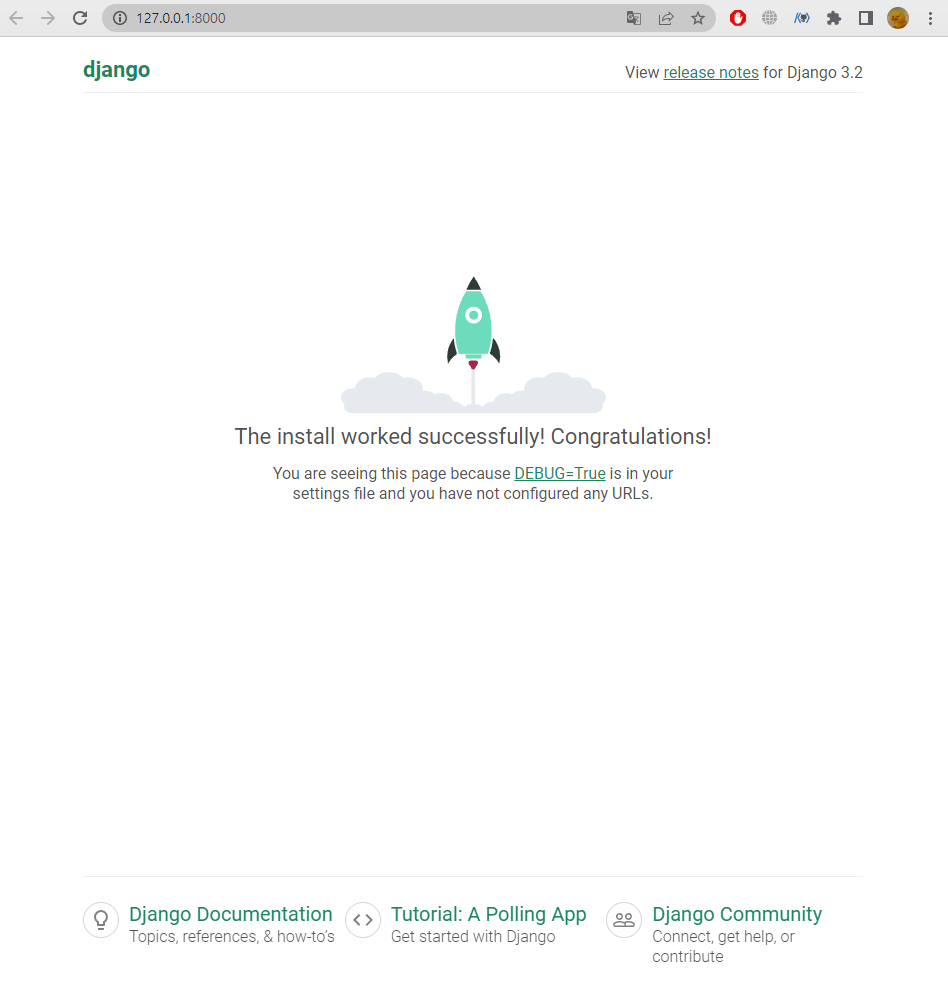 127.0.0.1:8000
django
View release notes for Django 3.2
The install worked successfully! Congratulations!
You are seeing this page because DEBUG=True is in your
settings file and you have not configured any URLs.
Django Documentation
Topics, references, & how-to’s
Tutorial: A Polling App
Get started with Django
Django Community
Connect, get help, or
contribute